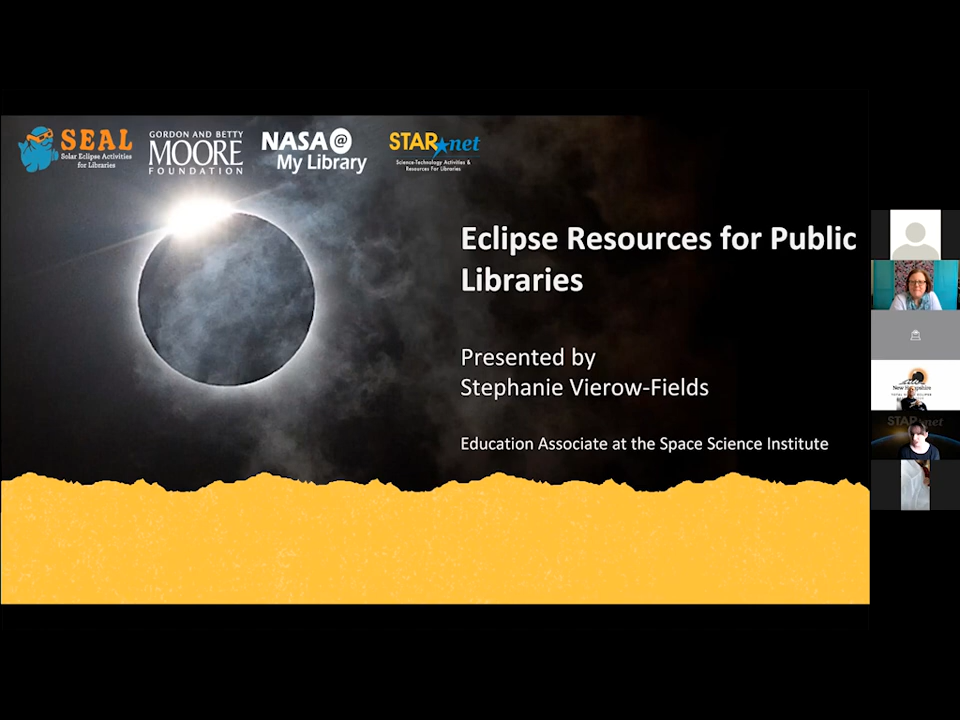 SEAL
Solar Eclipse Activities
for Libraries
GORDON AND BETTY
MOORE
FOUNDATION
NASA@
My Library
STAR net
Science-Technology Activities &
Resources For Libraries
Eclipse Resources for Public
Libraries
Presented by
Stephanie Vierow-Fields
Education Associate at the Space Science Institute